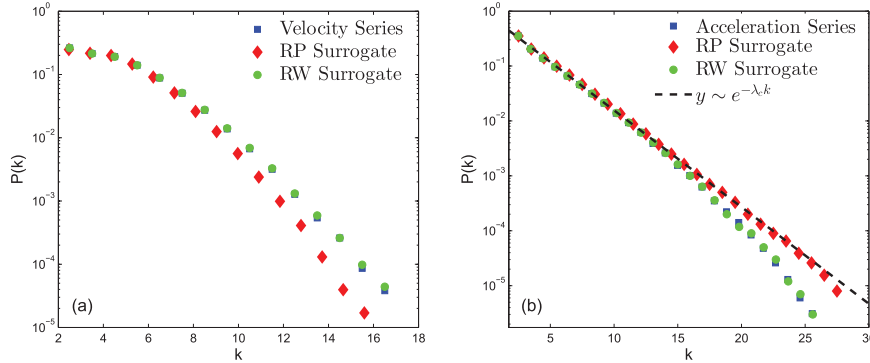 10^0
10^-1
10^-2
10^-3
10^-4
10^-5
P(k)
Velocity Series
RP Surrogate
RW Surrogate
(a)
2 4 6 8 10 12 14 16 18
k
10^0
10^-1
10^-2
10^-3
10^-4
10^-5
P(k)
Acceleration Series
RP Surrogate
RW Surrogate
y ∼ e^{-λ_c k}
(b)
5 10 15 20 25 30
k